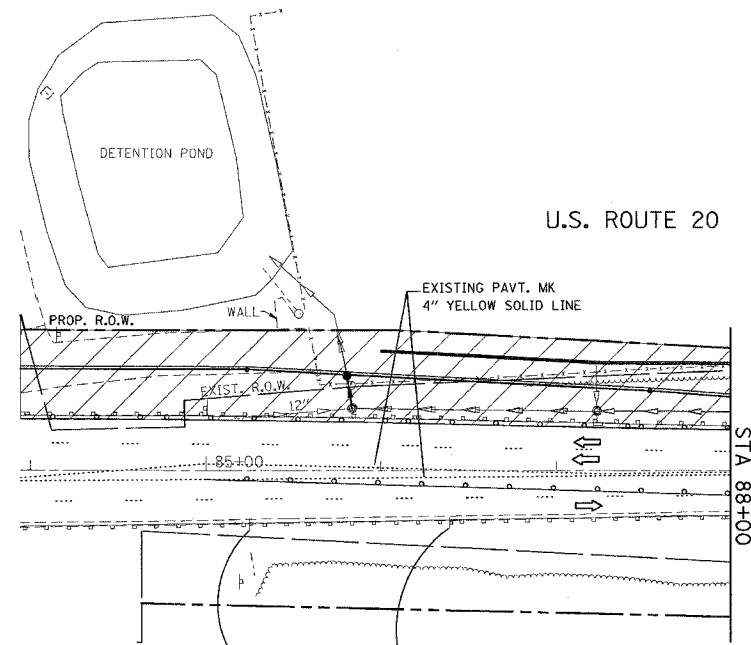 DETENTION POND
U.S. ROUTE 20
EXISTING PAVT. MK
4" YELLOW SOLID LINE
WALL
PROP. R.O.W.
EXIST. R.O.W.
12"
85+00
STA 88+00